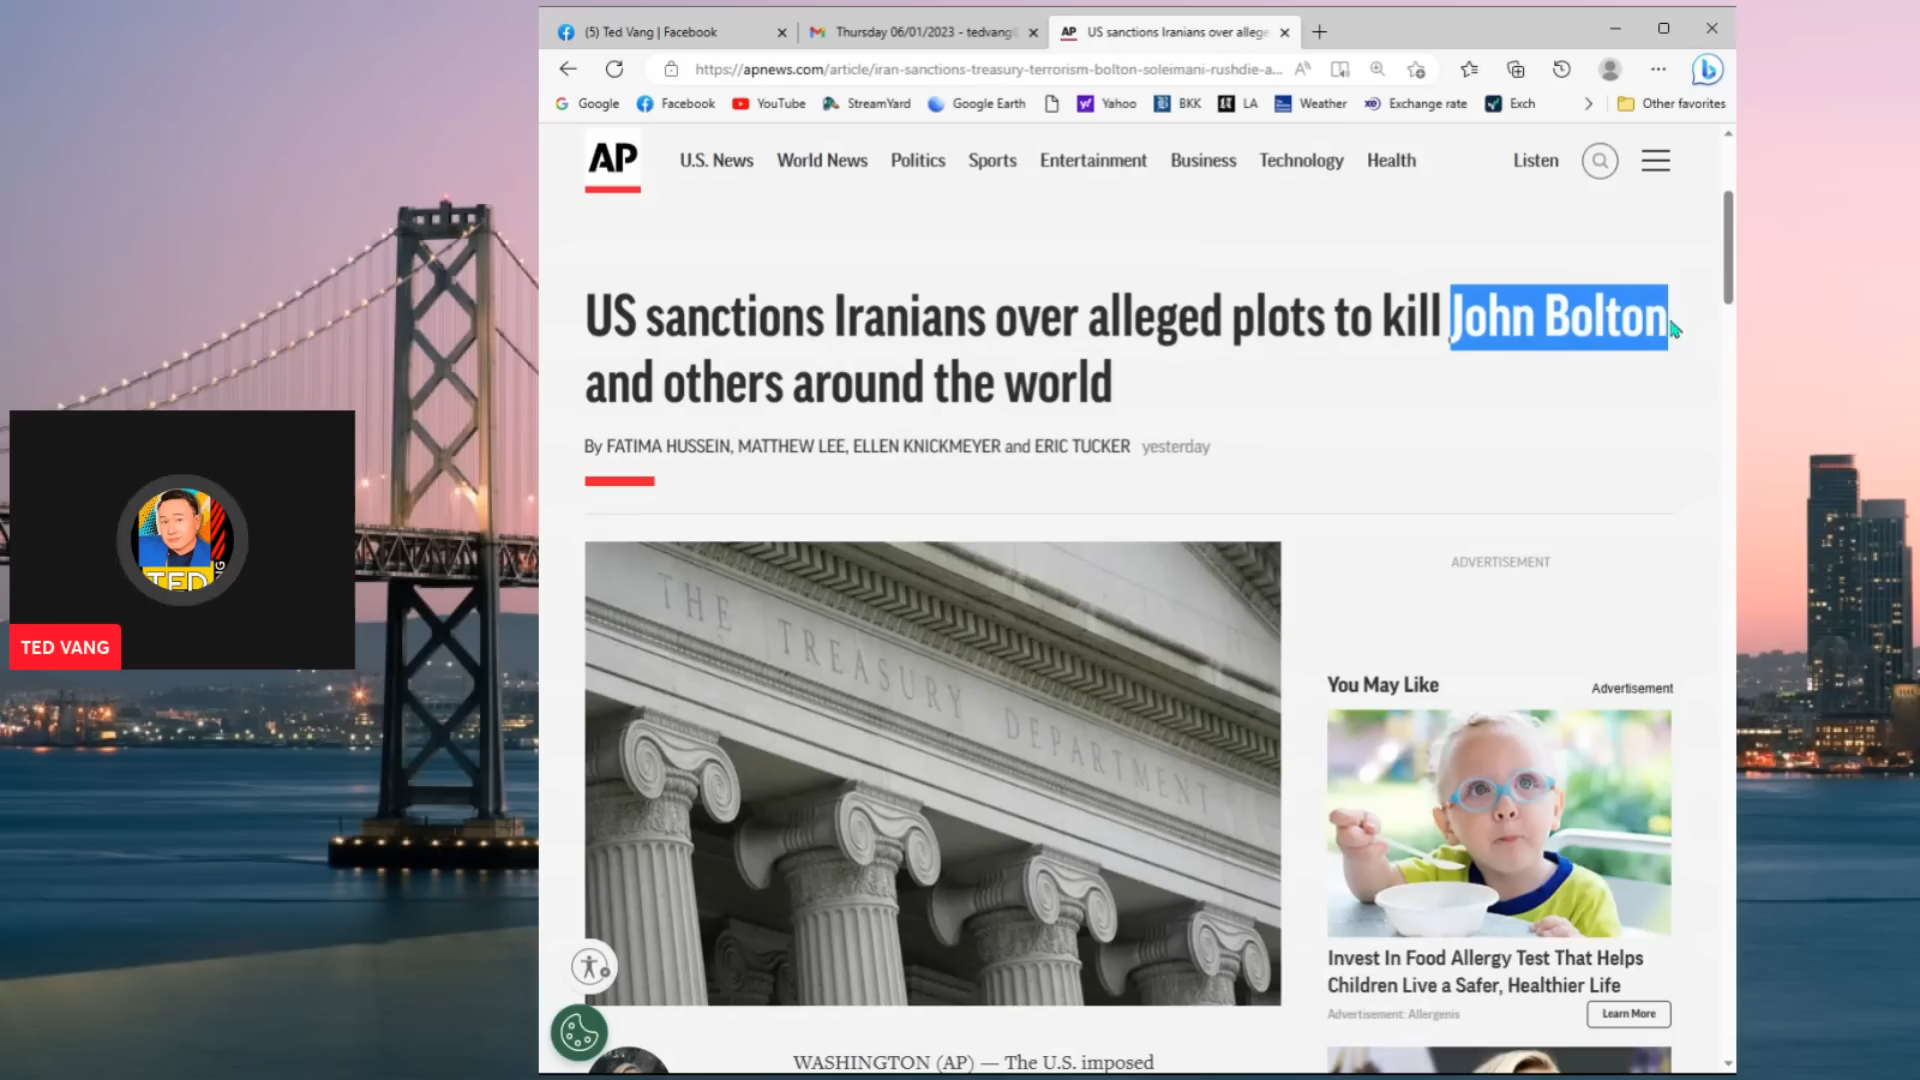 (5) Ted Vang | Facebook
Thursday 06/01/2023 - tedvang
US sanctions Iranians over allege
https://apnews.com/article/iran-sanctions-treasury-terrorism-bolton-soleimani-rushdie-a...
Google
Facebook
YouTube
StreamYard
Google Earth
Yahoo
BKK
LA
Weather
Exchange rate
Exch
Other favorites
AP
U.S. News
World News
Politics
Sports
Entertainment
Business
Technology
Health
Listen
US sanctions Iranians over alleged plots to kill John Bolton
and others around the world
By FATIMA HUSSEIN, MATTHEW LEE, ELLEN KNICKMEYER and ERIC TUCKER yesterday
TED
TED VANG
THE TREASURY DEPARTMENT
ADVERTISEMENT
You May Like
Advertisement
Invest In Food Allergy Test That Helps
Children Live a Safer, Healthier Life
Advertisement: Allergenis
Learn More
WASHINGTON (AP) — The U.S. imposed